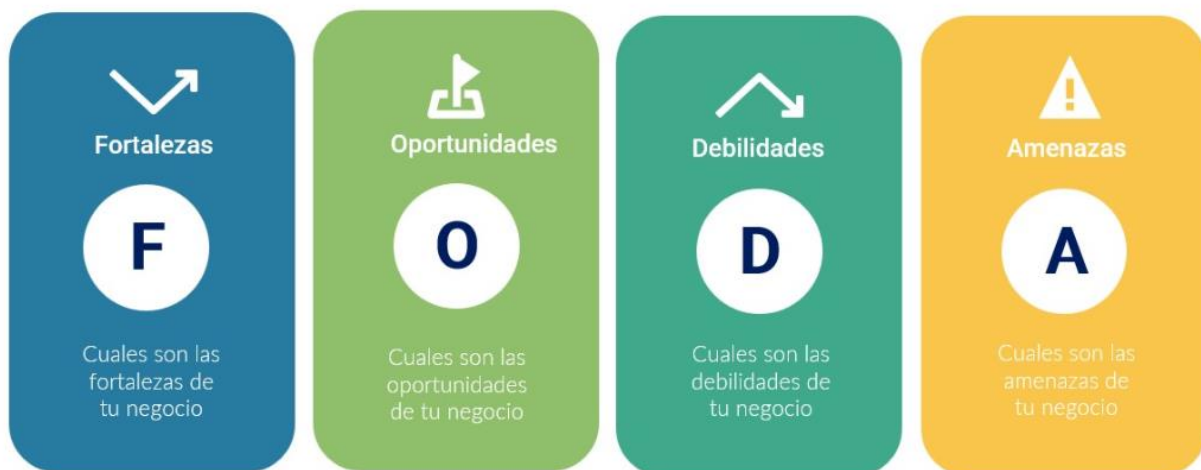 Fortalezas
F
Cuales son las
fortalezas de
tu negocio
Oportunidades
O
Cuales son las
oportunidades
de tu negocio
Debilidades
D
Cuales son las
debilidades de
tu negocio
Amenazas
A
Cuales son las
amenazas de
tu negocio